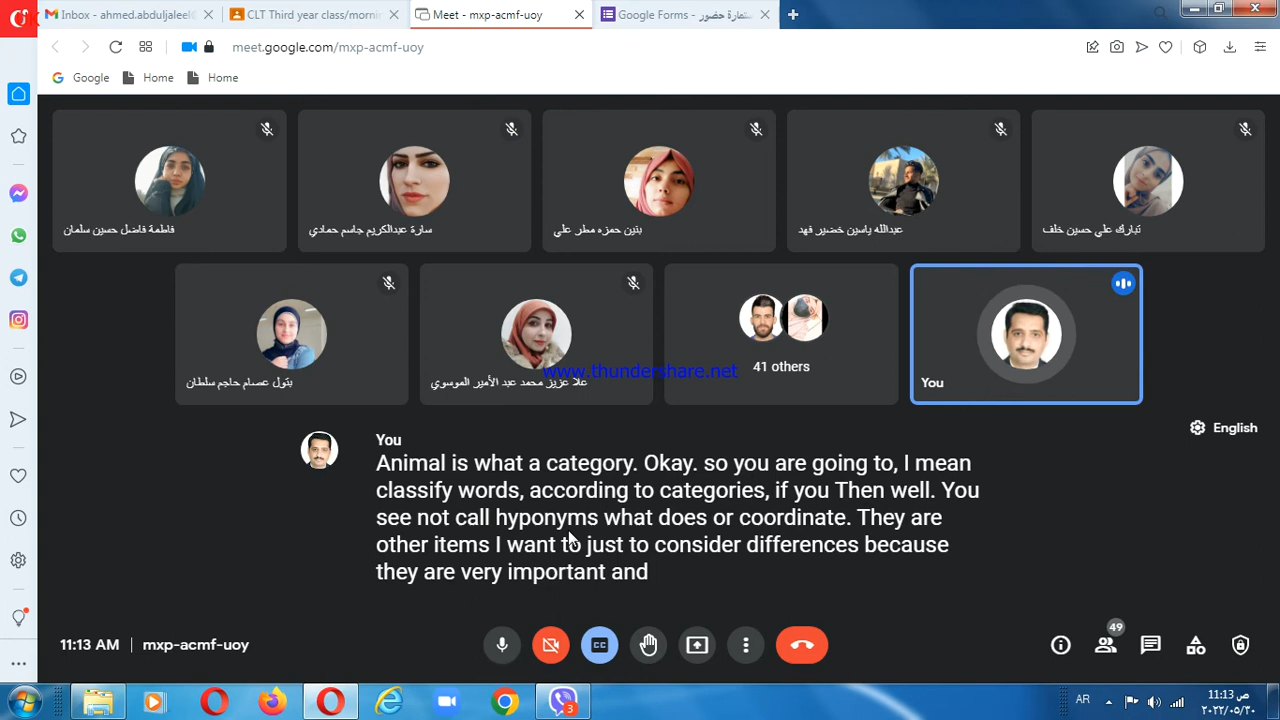 Inbox - ahmed.abduljaleel@
CLT Third year class/mornin
Meet - mxp-acmf-uoy
Google Forms - استمارة حضور
meet.google.com/mxp-acmf-uoy
Google
Home
Home
فاطمة فاضل حسين سلمان
سارة عبدالكريم جاسم حمادي
بنين حمزه مطر علي
عبدالله ياسين خضير فهد
تبارك علي حسين خلف
بتول عصام حاجم سلطان
علا عزيز محمد عبد الأمير الموسوي
41 others
You
www.thundershare.net
English
You
Animal is what a category. Okay. so you are going to, I mean
classify words, according to categories, if you Then well. You
see not call hyponyms what does or coordinate. They are
other items I want to just to consider differences because
they are very important and
11:13 AM
mxp-acmf-uoy
CC
49
3
AR
11:13 ص
٢٠٢٢/٠٥/٣٠